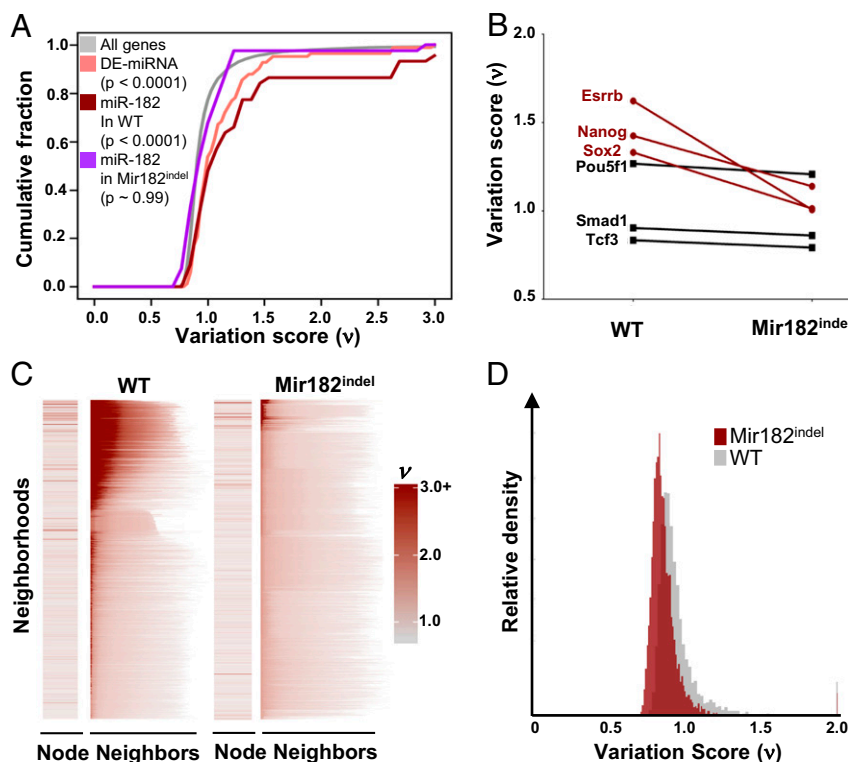 A
1.0
0.8
0.6
0.4
0.2
0.0
Cumulative fraction
All genes
DE-miRNA
(p < 0.0001)
miR-182
In WT
(p < 0.0001)
miR-182
in Mir182indel
(p ~ 0.99)
0.0 0.5 1.0 1.5 2.0 2.5 3.0
Variation score (ν)
B
2.0
1.5
1.0
0.5
Variation score (ν)
Esrrb
Nanog
Sox2
Pou5f1
Smad1
Tcf3
WT Mir182indel
C
WT Mir182indel
Neighborhoods
ν
3.0+
2.0
1.0
Node Neighbors Node Neighbors
D
Mir182indel
WT
Relative density
0 0.5 1.0 1.5 2.0
Variation Score (ν)